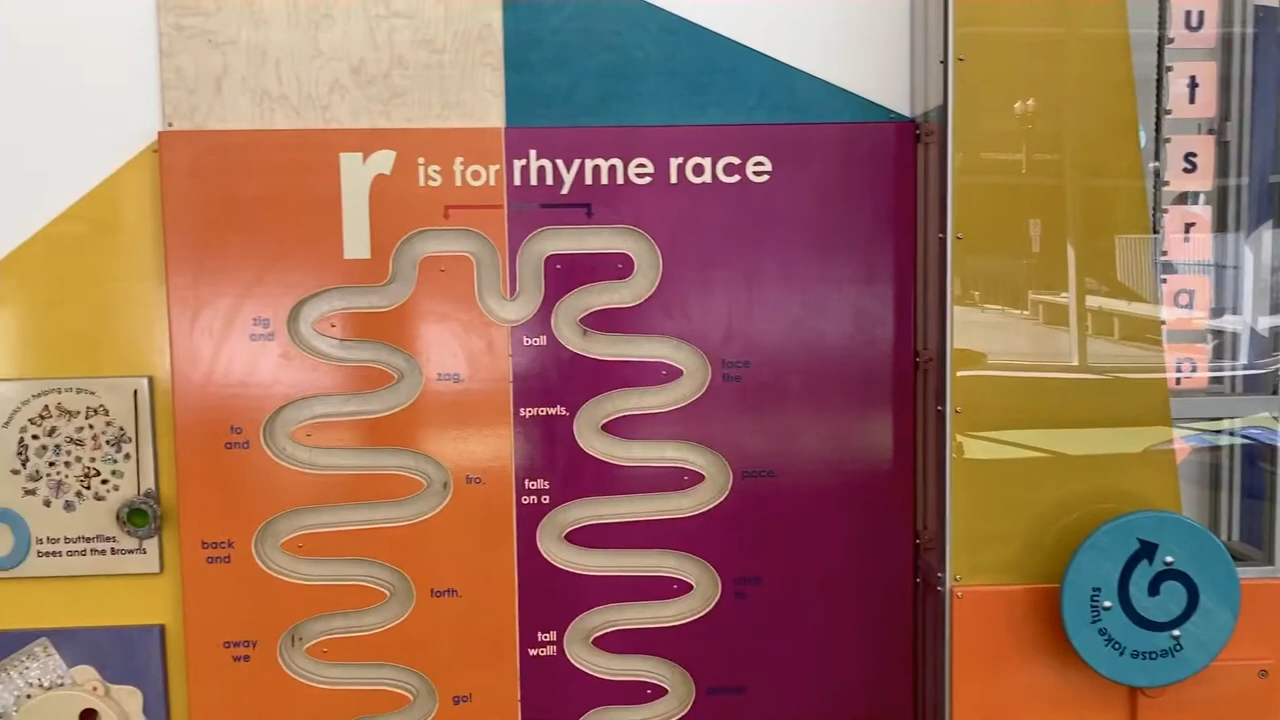 r is for rhyme race
zig
and
zag,
to
and
fro,
back
and
forth,
away
we
go!
ball
face
the
sprawls,
pace,
falls
on a
tall
wall!
Thanks for helping us grow...
is for butterflies,
bees and the Browns
u
t
s
r
q
p
please take turns